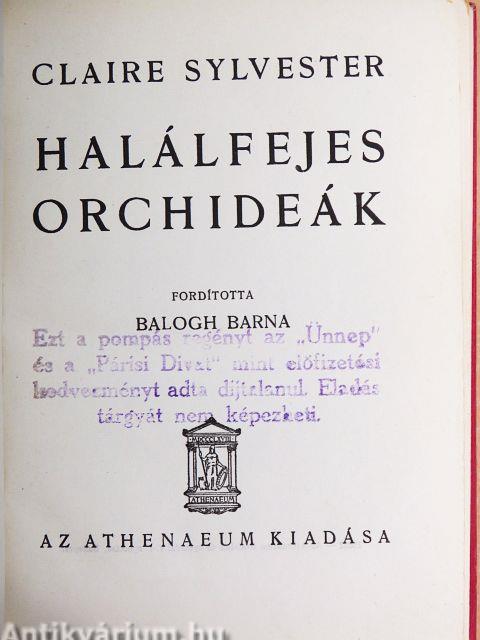 CLAIRE SYLVESTER
HALÁLFEJES
ORCHIDEÁK
FORDÍTOTTA
BALOGH BARNA
Ezt a pompás regényt az „Ünnep"
és a „Párisi Divat" mint előfizetési
kedvezményt adta díjtalanul. Eladás
tárgyát nem képezheti.
MDCCCLXVIII
ATHENAEUM
AZ ATHENAEUM KIADÁSA
Antikvárium.hu